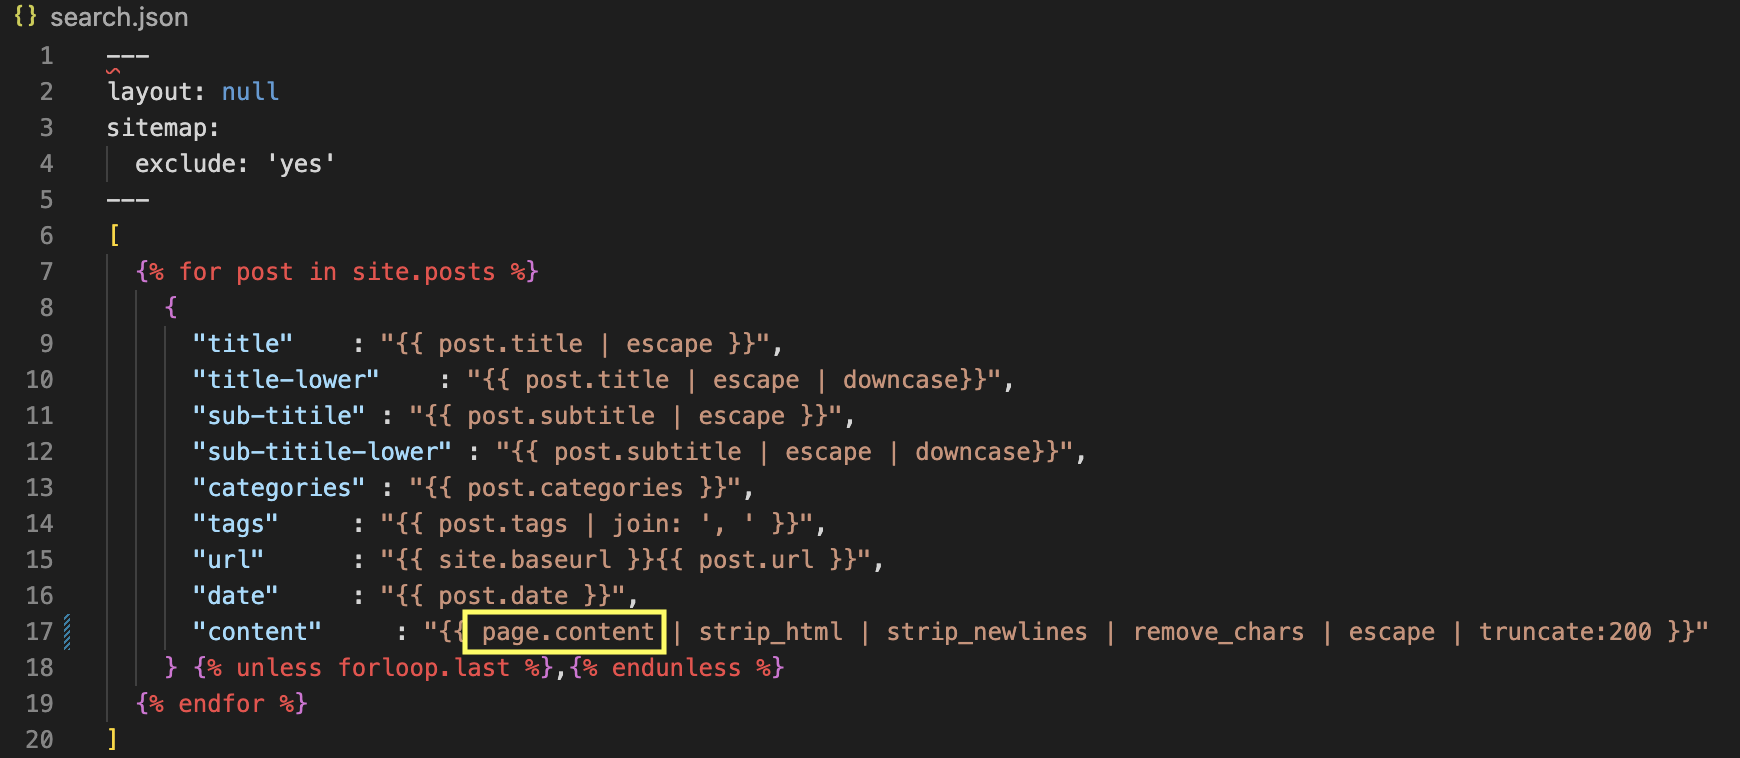 {} search.json
1 ---
2 layout: null
3 sitemap:
4   exclude: 'yes'
5 ---
6 [
7   {% for post in site.posts %}
8     {
9       "title"    : "{{ post.title | escape }}",
10       "title-lower"    : "{{ post.title | escape | downcase}}",
11       "sub-titile" : "{{ post.subtitle | escape }}",
12       "sub-titile-lower" : "{{ post.subtitle | escape | downcase}}",
13       "categories" : "{{ post.categories }}",
14       "tags"     : "{{ post.tags | join: ', ' }}",
15       "url"      : "{{ site.baseurl }}{{ post.url }}",
16       "date"     : "{{ post.date }}",
17       "content"     : "{{ page.content | strip_html | strip_newlines | remove_chars | escape | truncate:200 }}"
18     } {% unless forloop.last %},{% endunless %}
19   {% endfor %}
20 ]